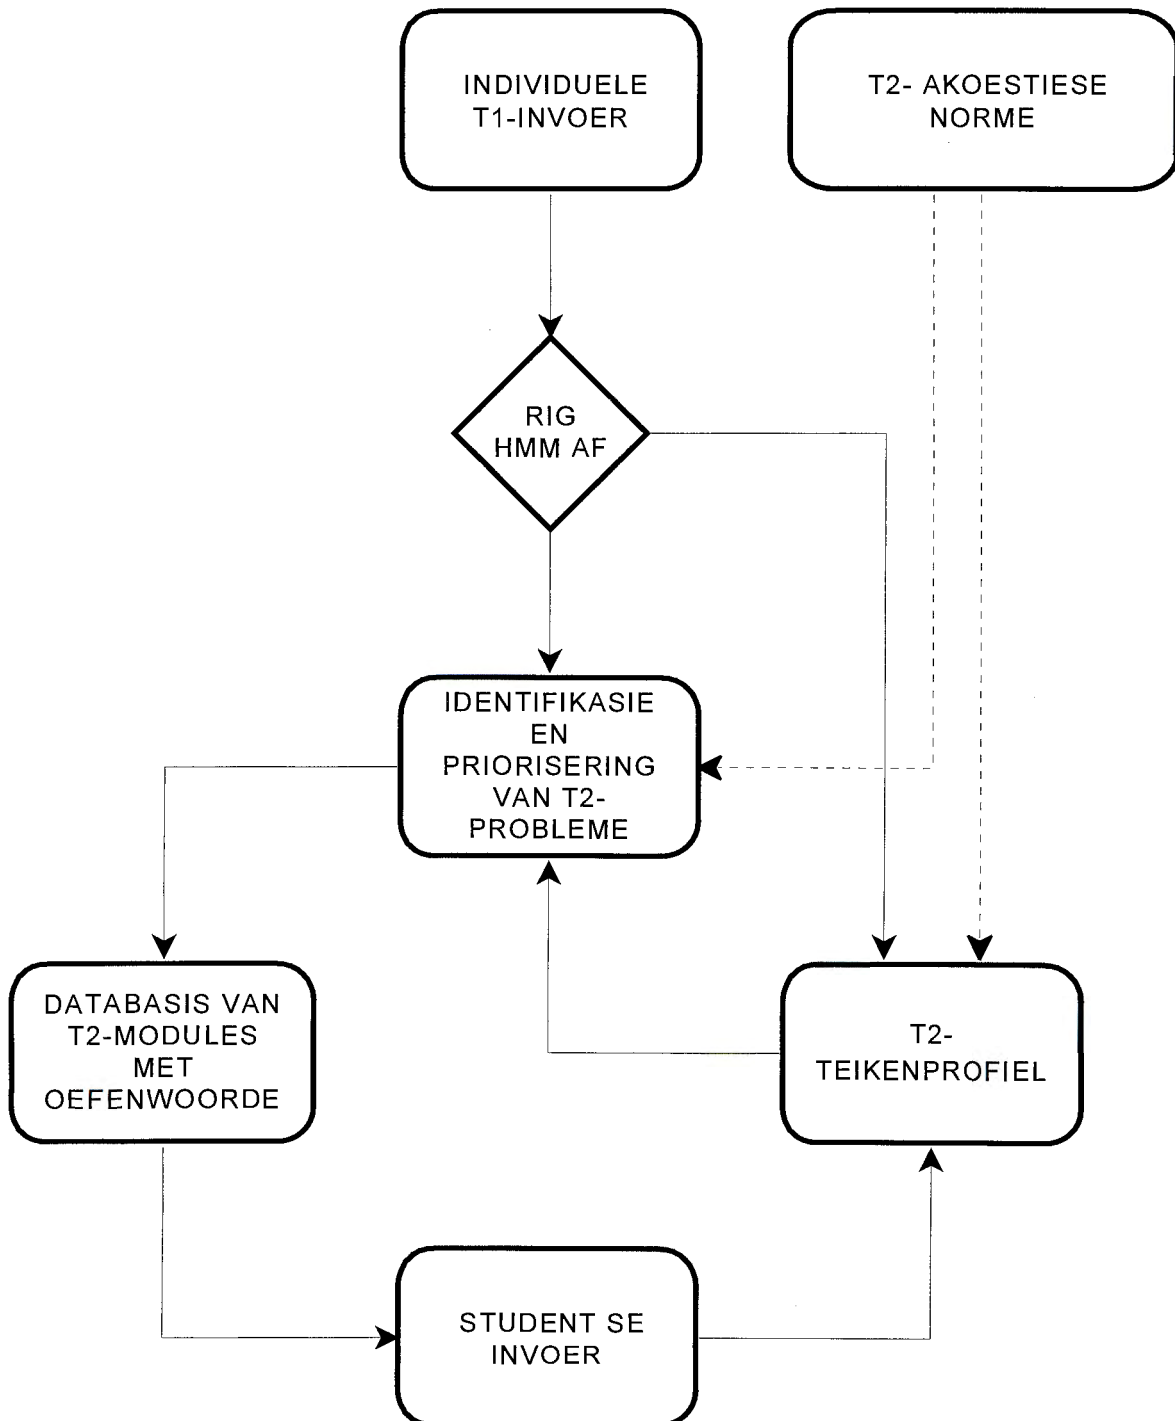 INDIVIDUELE
T1-INVOER
T2- AKOESTIESE
NORME
RIG
HMM AF
IDENTIFIKASIE
EN
PRIORISERING
VAN T2-
PROBLEME
DATABASIS VAN
T2-MODULES
MET
OEFENWOORDE
T2-
TEIKENPROFIEL
STUDENT SE
INVOER